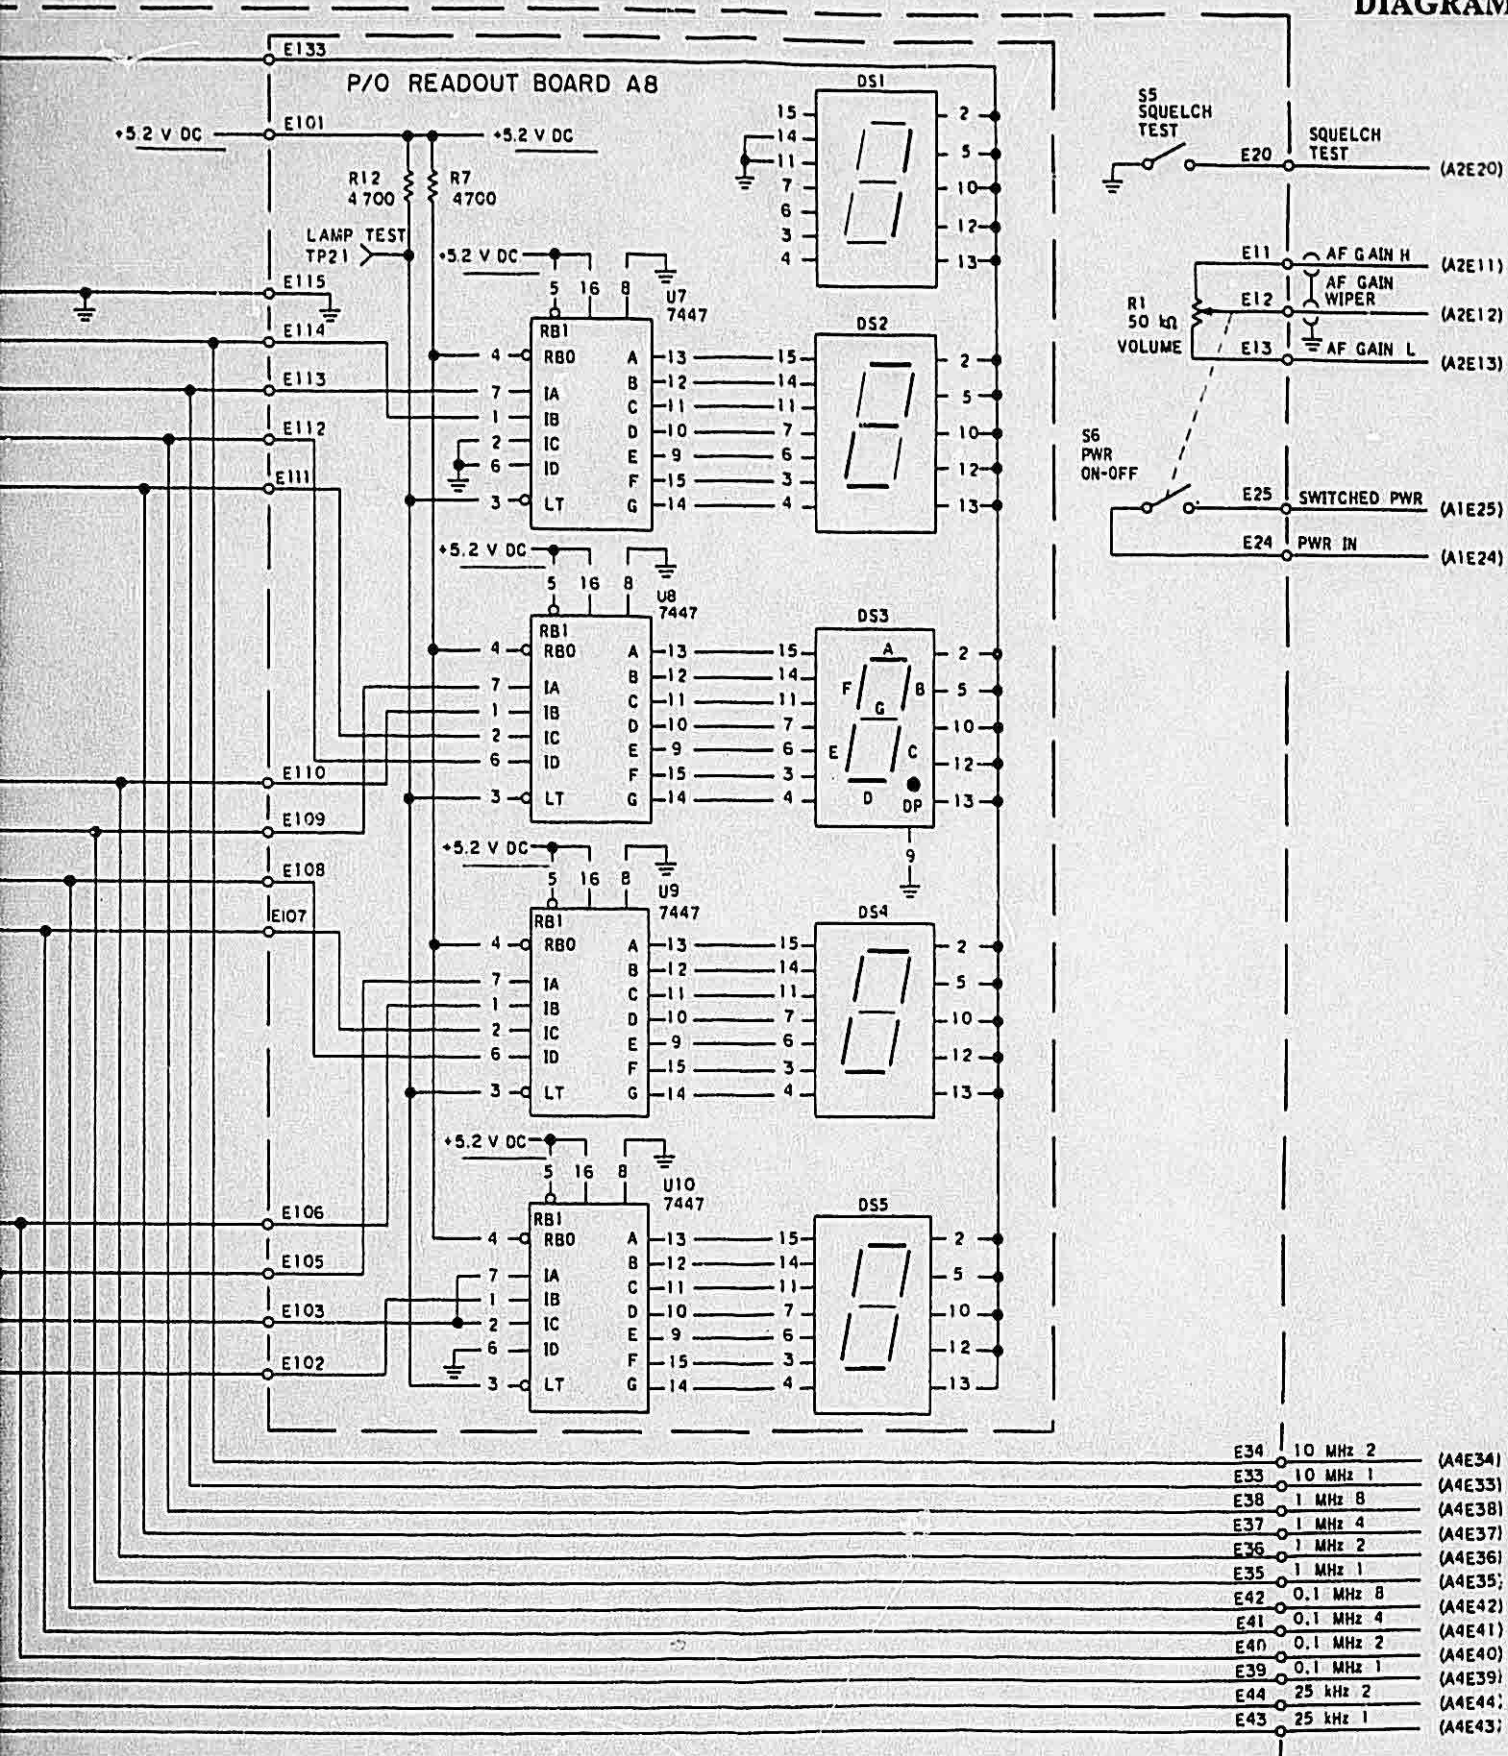 DIAGRAM
E133
P/O READOUT BOARD A8
+5.2 V DC
E101
+5.2 V DC
R12
4700
R7
4700
LAMP TEST
TP21
DS1
15
14
11
7
6
3
4
2
5
10
12
13
S5
SQUELCH
TEST
E20
SQUELCH
TEST
(A2E20)
E11
AF GAIN H
(A2E11)
AF GAIN
WIPER
E12
(A2E12)
R1
50 kΩ
VOLUME
E13
AF GAIN L
(A2E13)
S6
PWR
ON-OFF
E25
SWITCHED PWR
(A1E25)
E24
PWR IN
(A1E24)
E115
E114
E113
E112
E111
+5.2 V DC
5 16 8
U7
7447
RB1
4 RBO A 13
7 IA B 12
1 IB C 11
2 IC D 10
6 ID E 9
F 15
3 LT G 14
DS2
15 2
14 5
11
7 10
6 12
3
4 13
+5.2 V DC
5 16 8
U8
7447
RB1
4 RBO A 13
7 IA B 12
1 IB C 11
2 IC D 10
6 ID E 9
F 15
3 LT G 14
DS3
15 2
14 5
11
7 10
6 12
3
4 13
A
F B
G
E C
D DP
9
E110
E109
E108
E107
+5.2 V DC
5 16 8
U9
7447
RB1
4 RBO A 13
7 IA B 12
1 IB C 11
2 IC D 10
6 ID E 9
F 15
3 LT G 14
DS4
15 2
14 5
11
7 10
6 12
3
4 13
E106
E105
E103
E102
+5.2 V DC
5 16 8
U10
7447
RB1
4 RBO A 13
7 IA B 12
1 IB C 11
2 IC D 10
6 ID E 9
F 15
3 LT G 14
DS5
15 2
14 5
11
7 10
6 12
3
4 13
E34 10 MHz 2 (A4E34)
E33 10 MHz 1 (A4E33)
E38 1 MHz 8 (A4E38)
E37 1 MHz 4 (A4E37)
E36 1 MHz 2 (A4E36)
E35 1 MHz 1 (A4E35)
E42 0.1 MHz 8 (A4E42)
E41 0.1 MHz 4 (A4E41)
E40 0.1 MHz 2 (A4E40)
E39 0.1 MHz 1 (A4E39)
E44 25 kHz 2 (A4E44)
E43 25 kHz 1 (A4E43)